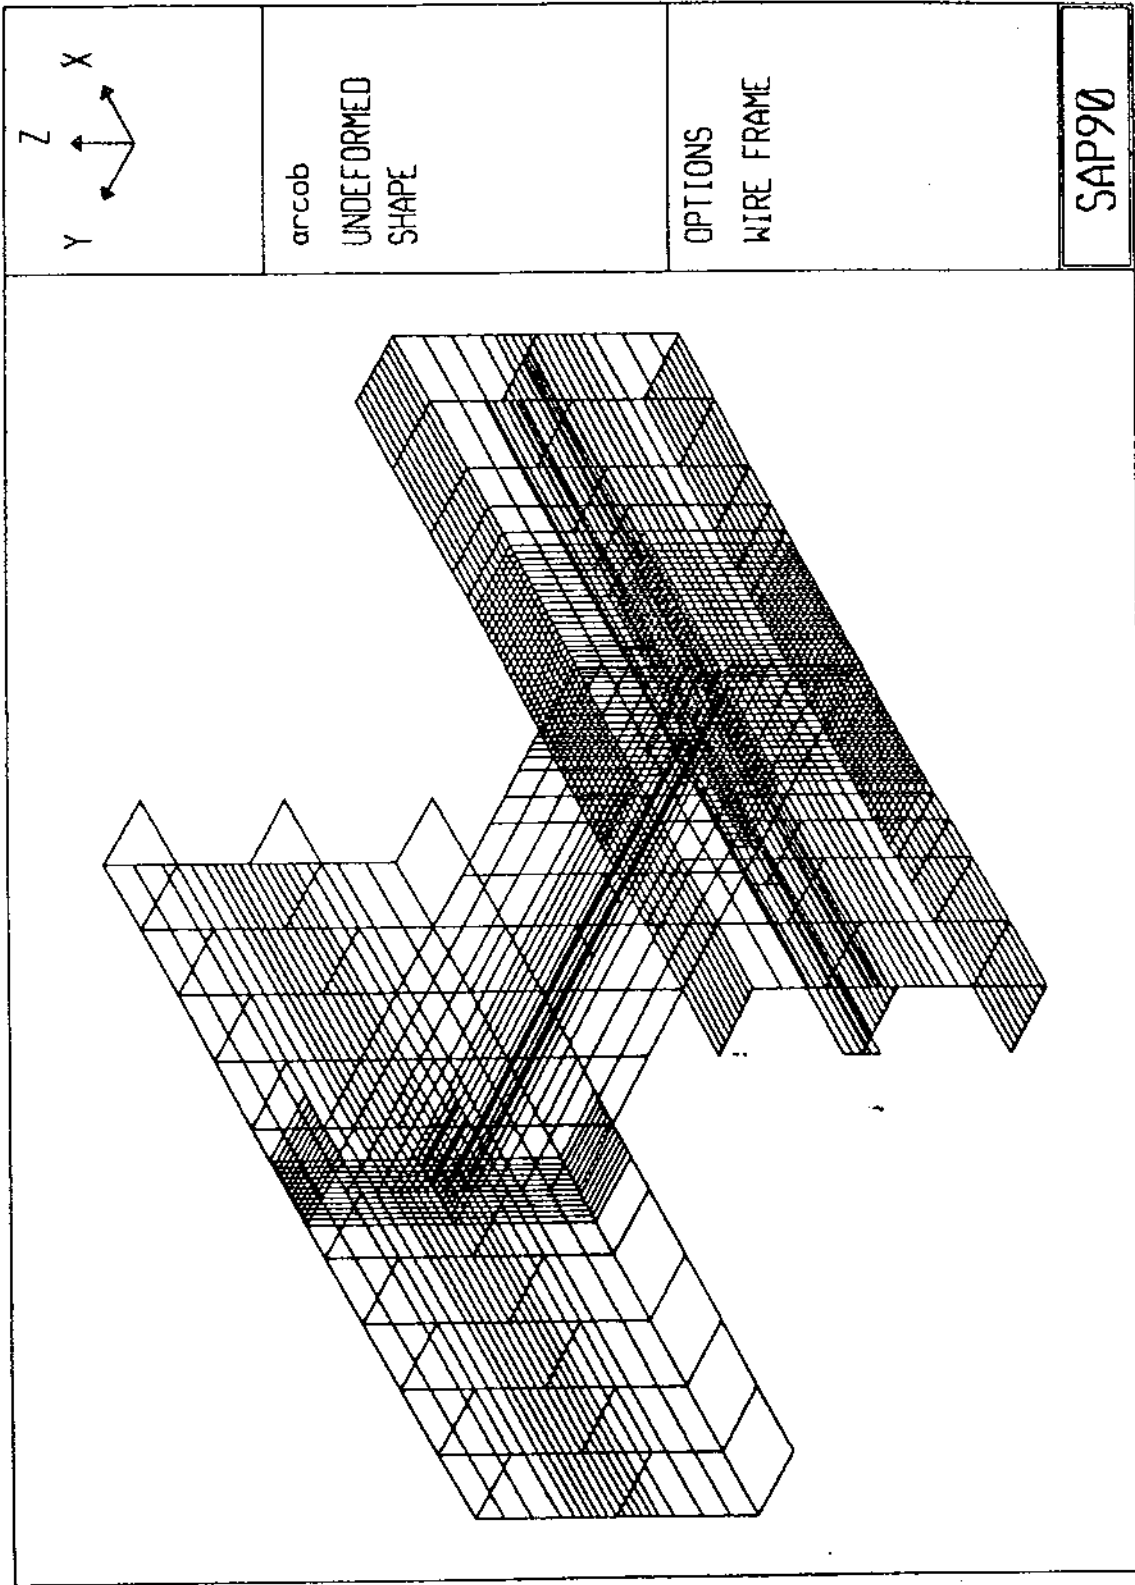 Z
Y X
arcob
UNDEFORMED
SHAPE
OPTIONS
WIRE FRAME
SAP90